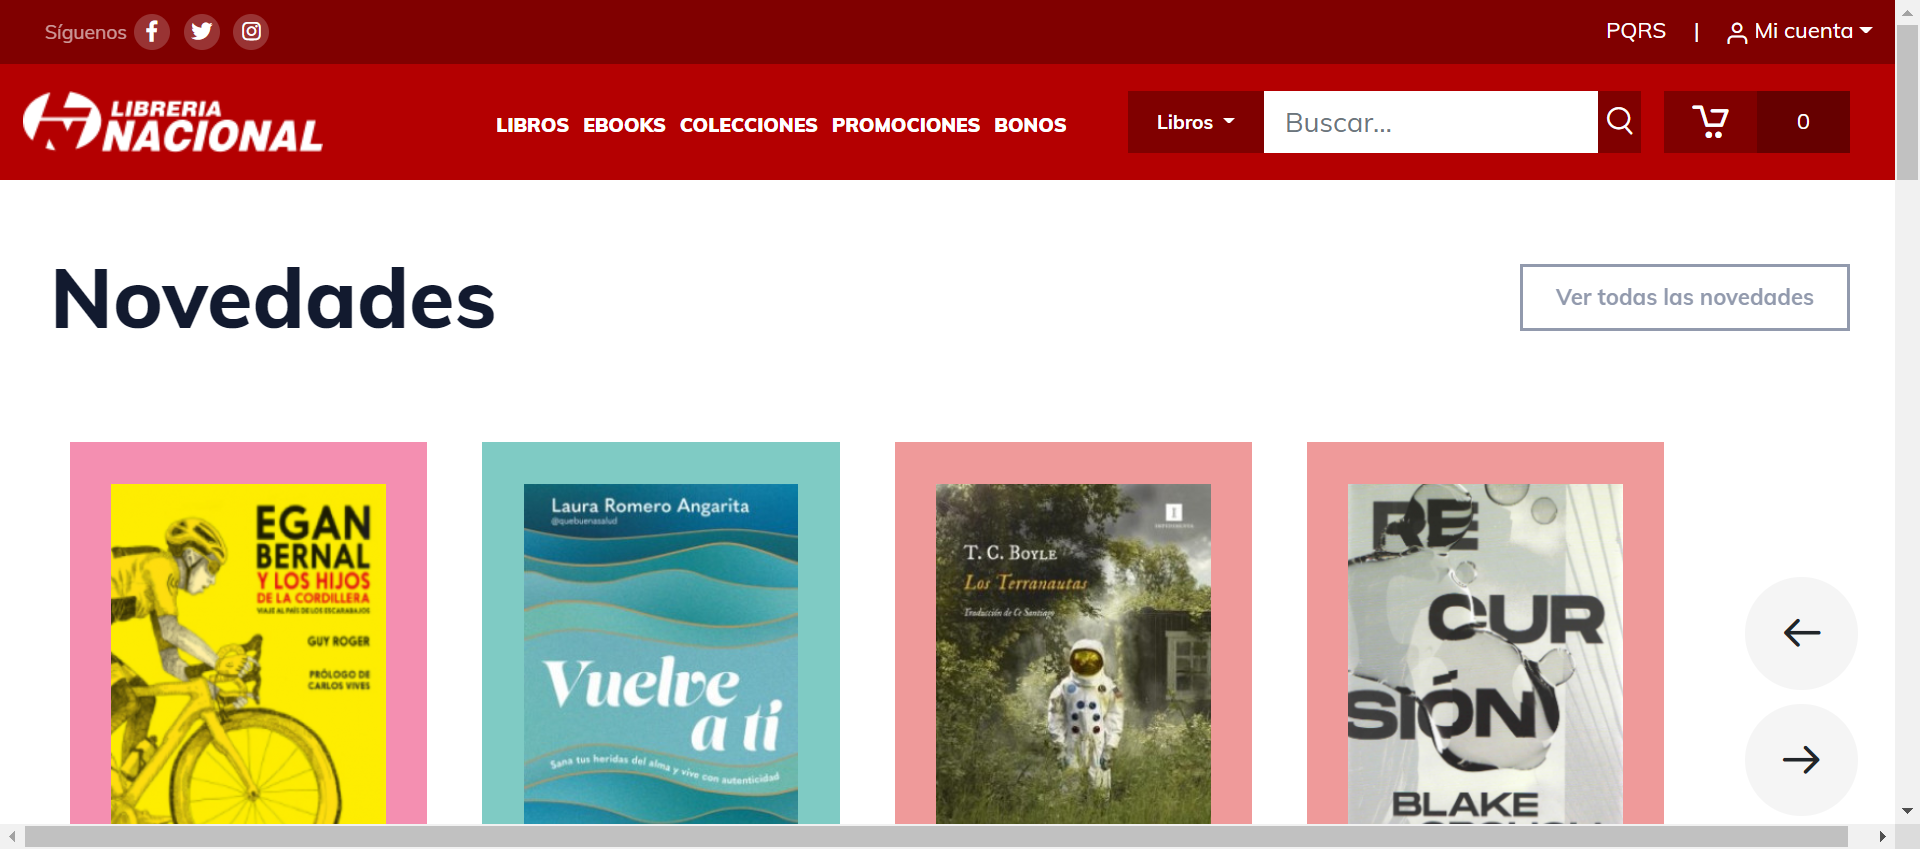 Síguenos
PQRS | Mi cuenta
LIBRERIA
NACIONAL
LIBROS EBOOKS COLECCIONES PROMOCIONES BONOS
Libros
Buscar...
0
Novedades
Ver todas las novedades
EGAN
BERNAL
Y LOS HIJOS
DE LA CORDILLERA
VIAJE AL PAÍS DE LOS ESCARABAJOS
GUY ROGER
PRÓLOGO DE
CARLOS VIVES
Laura Romero Angarita
@quebuenasalud
Vuelve
a ti
Sana tus heridas del alma y vive con autenticidad
T. C. BOYLE
Los Terranautas
Traducción de Ce Santiago
RE
CUR
SIÓN
BLAKE